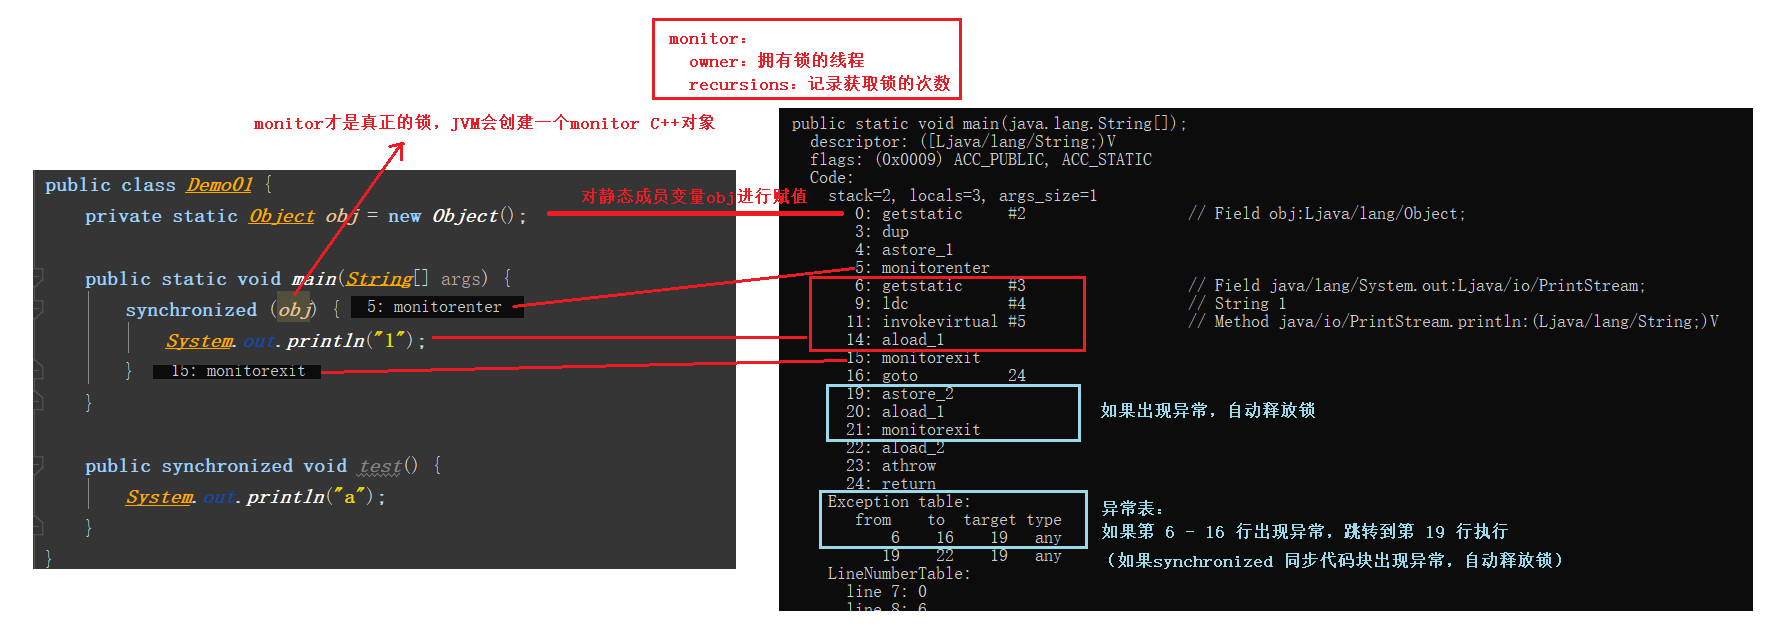 monitor:
owner: 拥有锁的线程
recursions: 记录获取锁的次数
monitor才是真正的锁，JVM会创建一个monitor C++对象
public class Demo01 {
private static Object obj = new Object();
public static void main(String[] args) {
synchronized (obj) { 5: monitorenter
System.out.println("1");
} 15: monitorexit
}
public synchronized void test() {
System.out.println("a");
}
}
对静态成员变量obj进行赋值
public static void main(java.lang.String[]);
descriptor: ([Ljava/lang/String;)V
flags: (0x0009) ACC_PUBLIC, ACC_STATIC
Code:
stack=2, locals=3, args_size=1
0: getstatic #2 // Field obj:Ljava/lang/Object;
3: dup
4: astore_1
5: monitorenter
6: getstatic #3 // Field java/lang/System.out:Ljava/io/PrintStream;
9: ldc #4 // String 1
11: invokevirtual #5 // Method java/io/PrintStream.println:(Ljava/lang/String;)V
14: aload_1
15: monitorexit
16: goto 24
19: astore_2
20: aload_1
21: monitorexit
22: aload_2
23: athrow
24: return
Exception table:
from to target type
6 16 19 any
19 22 19 any
LineNumberTable:
line 7: 0
line 8: 6
如果出现异常，自动释放锁
异常表：
如果第 6 - 16 行出现异常，跳转到第 19 行执行
（如果synchronized 同步代码块出现异常，自动释放锁）